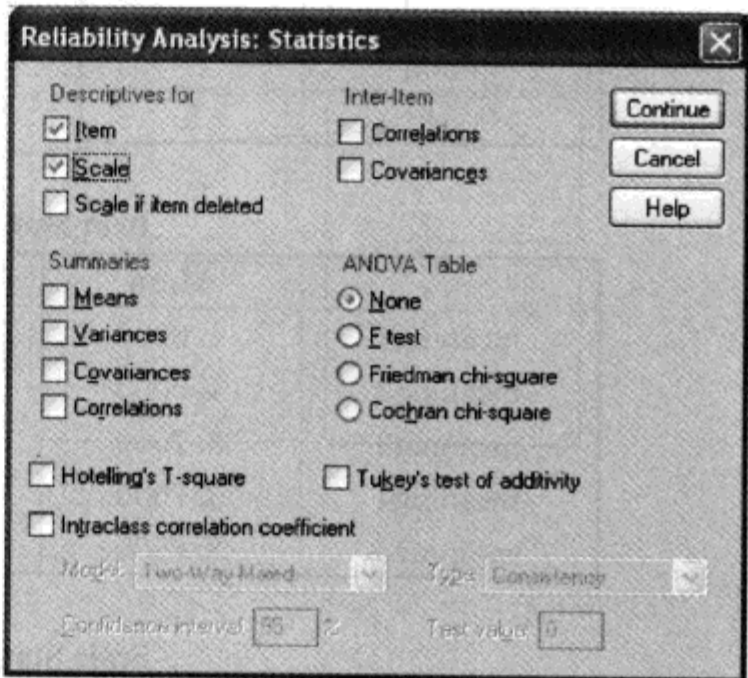 Reliability Analysis: Statistics
Descriptives for
Item
Scale
Scale if item deleted
Inter-Item
Correlations
Covariances
Continue
Cancel
Help
Summaries
Means
Variances
Covariances
Correlations
ANOVA Table
None
F test
Friedman chi-square
Cochran chi-square
Hotelling's T-square
Tukey's test of additivity
Intraclass correlation coefficient
Model: Two-Way Mixed
Type: Consistency
Confidence interval: 95 %
Test value: 0